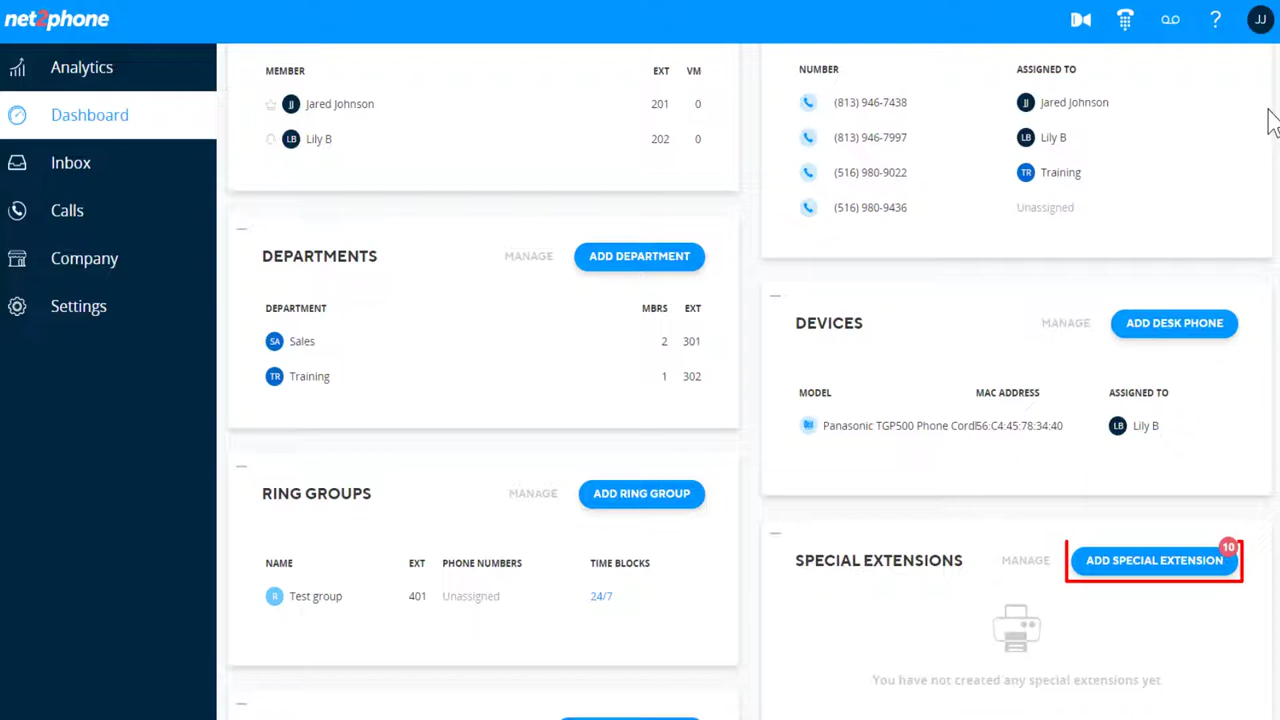 net2phone
JJ
Analytics
Dashboard
Inbox
Calls
Company
Settings
MEMBER EXT VM
JJ Jared Johnson 201 0
LB Lily B 202 0
DEPARTMENTS MANAGE ADD DEPARTMENT
DEPARTMENT MBRS EXT
SA Sales 2 301
TR Training 1 302
RING GROUPS MANAGE ADD RING GROUP
NAME EXT PHONE NUMBERS TIME BLOCKS
R Test group 401 Unassigned 24/7
NUMBER ASSIGNED TO
(813) 946-7438 JJ Jared Johnson
(813) 946-7997 LB Lily B
(516) 980-9022 TR Training
(516) 980-9436 Unassigned
DEVICES MANAGE ADD DESK PHONE
MODEL MAC ADDRESS ASSIGNED TO
Panasonic TGP500 Phone Cordl56:C4:45:78:34:40 LB Lily B
SPECIAL EXTENSIONS MANAGE ADD SPECIAL EXTENSION 10
You have not created any special extensions yet